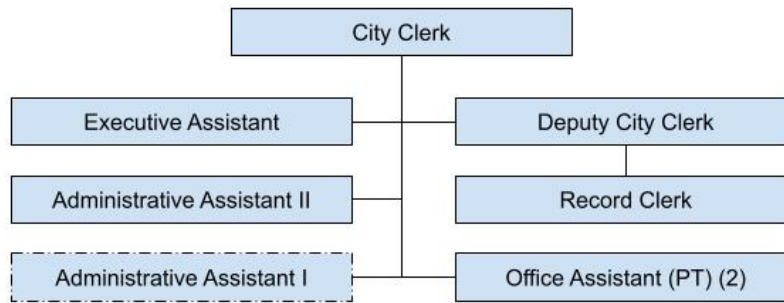 City Clerk
Executive Assistant
Deputy City Clerk
Administrative Assistant II
Record Clerk
Administrative Assistant I
Office Assistant (PT) (2)